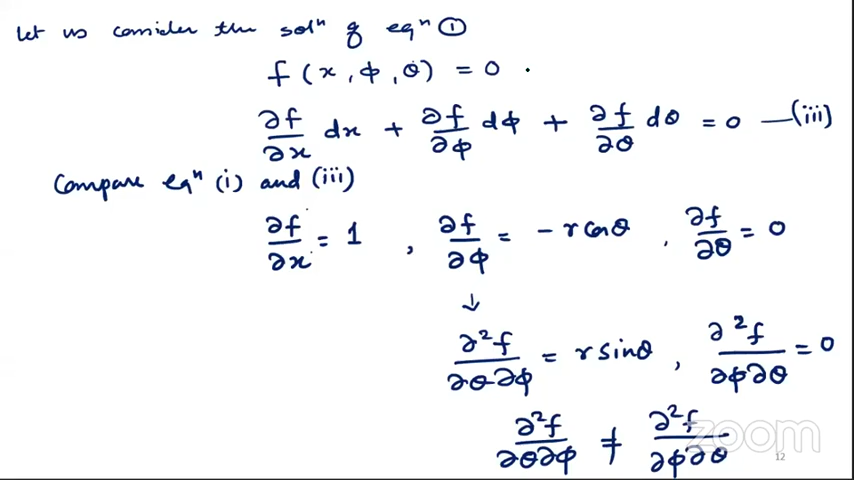 Let us consider the solⁿ of eqⁿ ①
f(x, ϕ, θ) = 0 .
∂f/∂x dx + ∂f/∂ϕ dϕ + ∂f/∂θ dθ = 0 —(iii)
Compare eqⁿ (i) and (iii)
∂f/∂x = 1 , ∂f/∂ϕ = - r cosθ , ∂f/∂θ = 0
↓
∂²f/∂θ∂ϕ = r sinθ , ∂²f/∂ϕ∂θ = 0
∂²f/∂θ∂ϕ ≠ ∂²f/∂ϕ∂θ
zoom
12